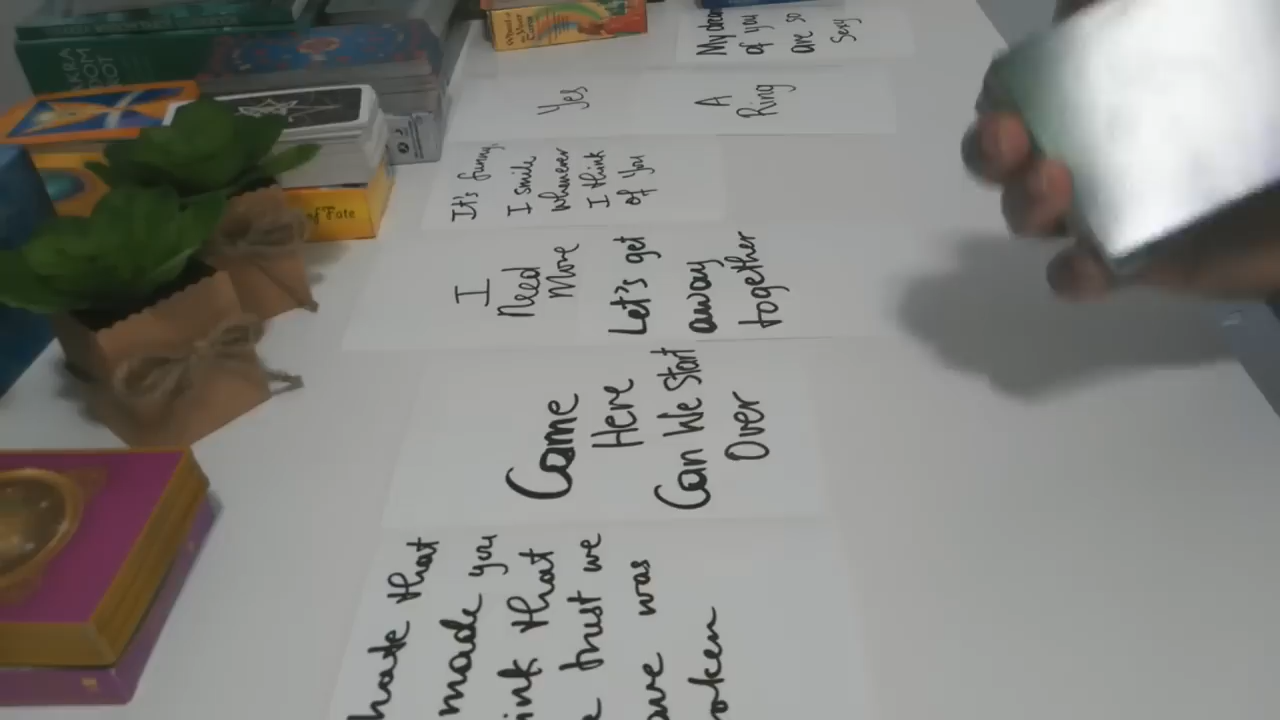 hate that
made you
ink that
e trust we
ave was
oken
Came
Here
Can We Start
Over
I
Need
More
Let's get
away
together
It's funny,
I smile
whenever
I think
of you
Yes
A
Ring
My dreams
of you
are so
Sexy
of Fate